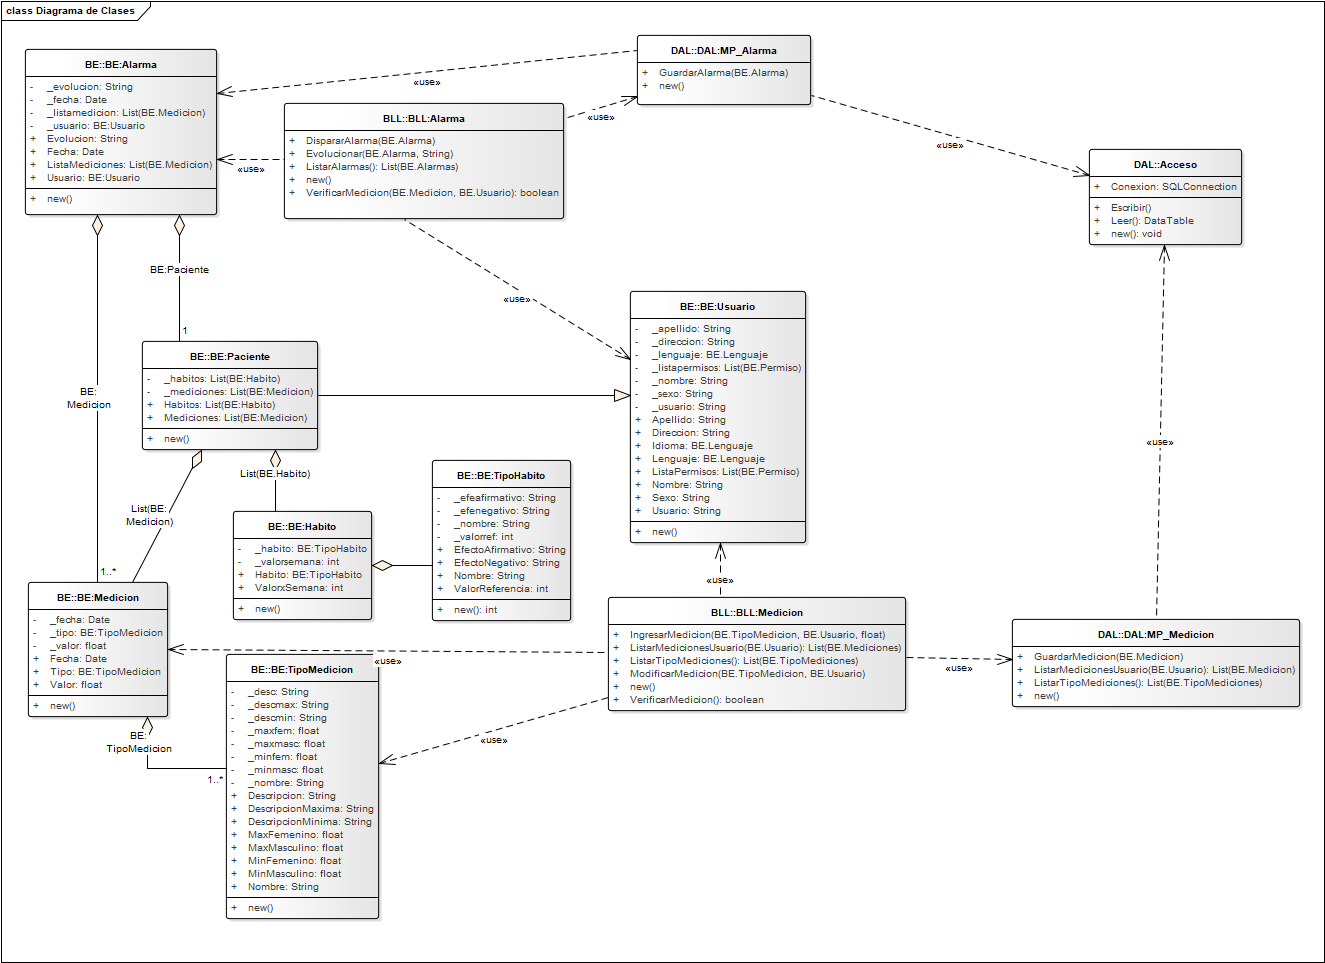 class Diagrama de Clases
BE::BE:Alarma
- _evolucion: String
- _fecha: Date
- _listamedicion: List(BE.Medicion)
- _usuario: BE:Usuario
+ Evolucion: String
+ Fecha: Date
+ ListaMediciones: List(BE.Medicion)
+ Usuario: BE:Usuario
+ new()
BLL::BLL:Alarma
+ DispararAlarma(BE.Alarma)
+ Evolucionar(BE.Alarma, String)
+ ListarAlarmas(): List(BE.Alarmas)
+ new()
+ VerificarMedicion(BE.Medicion, BE.Usuario): boolean
DAL::DAL:MP_Alarma
+ GuardarAlarma(BE.Alarma)
+ new()
DAL::Acceso
+ Conexion: SQLConnection
+ Escribir()
+ Leer(): DataTable
+ new(): void
«use»
«use»
«use»
«use»
«use»
BE:Paciente
1
BE:
Medicion
1..*
BE::BE:Paciente
- _habitos: List(BE:Habito)
- _mediciones: List(BE:Medicion)
+ Habitos: List(BE:Habito)
+ Mediciones: List(BE:Medicion)
+ new()
BE::BE:Usuario
- _apellido: String
- _direccion: String
- _lenguaje: BE.Lenguaje
- _listapermisos: List(BE.Permiso)
- _nombre: String
- _sexo: String
- _usuario: String
+ Apellido: String
+ Direccion: String
+ Idioma: BE.Lenguaje
+ Lenguaje: BE.Lenguaje
+ ListaPermisos: List(BE.Permiso)
+ Nombre: String
+ Sexo: String
+ Usuario: String
+ new()
List(BE.Habito)
List(BE:
Medicion)
BE::BE:Habito
- _habito: BE:TipoHabito
- _valorsemana: int
+ Habito: BE:TipoHabito
+ ValorxSemana: int
+ new()
BE::BE:TipoHabito
- _efeafirmativo: String
- _efenegativo: String
- _nombre: String
- _valorref: int
+ EfectoAfirmativo: String
+ EfectoNegativo: String
+ Nombre: String
+ ValorReferencia: int
+ new(): int
BE::BE:Medicion
- _fecha: Date
- _tipo: BE:TipoMedicion
- _valor: float
+ Fecha: Date
+ Tipo: BE:TipoMedicion
+ Valor: float
+ new()
BE:
TipoMedicion
1..*
BE::BE:TipoMedicion
- _desc: String
- _descmax: String
- _descmin: String
- _maxfem: float
- _maxmasc: float
- _minfem: float
- _minmasc: float
- _nombre: String
+ Descripcion: String
+ DescripcionMaxima: String
+ DescripcionMinima: String
+ MaxFemenino: float
+ MaxMasculino: float
+ MinFemenino: float
+ MinMasculino: float
+ Nombre: String
+ new()
BLL::BLL:Medicion
+ IngresarMedicion(BE.TipoMedicion, BE.Usuario, float)
+ ListarMedicionesUsuario(BE.Usuario): List(BE.Mediciones)
+ ListarTipoMediciones(): List(BE.TipoMediciones)
+ ModificarMedicion(BE.TipoMedicion, BE.Usuario)
+ new()
+ VerificarMedicion(): boolean
DAL::DAL:MP_Medicion
+ GuardarMedicion(BE.Medicion)
+ ListarMedicionesUsuario(BE.Usuario): List(BE.Medicion)
+ ListarTipoMediciones(): List(BE.TipoMediciones)
+ new()
«use»
«use»
«use»
«use»
«use»